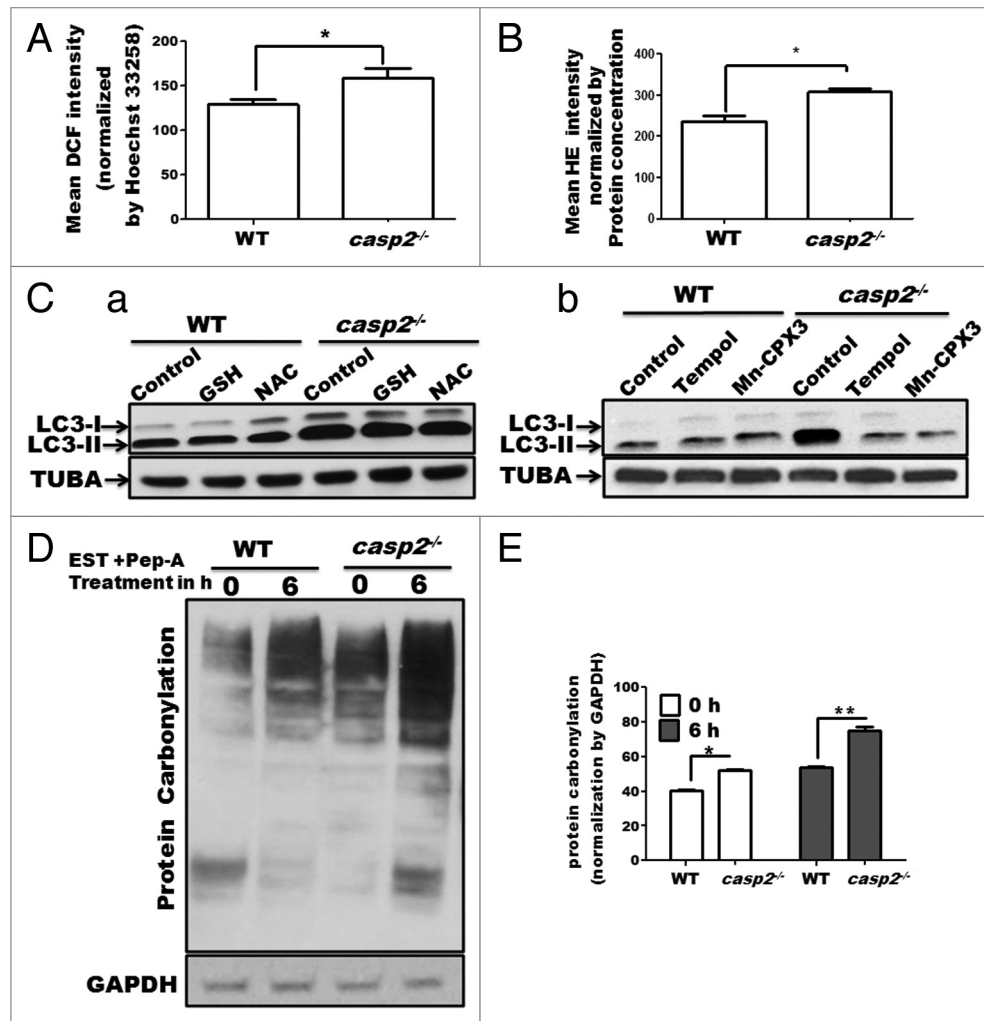 A
Mean DCF intensity
(normalized
by Hoechst 33258)
150
100
50
0
*
WT
casp2-/-
B
Mean HE intensity
normalized by
Protein concentration
400
300
200
100
0
*
WT
casp2-/-
C
a
WT
casp2-/-
Control
GSH
NAC
Control
GSH
NAC
LC3-I
LC3-II
TUBA
b
WT
casp2-/-
Control
Tempol
Mn-CPX3
Control
Tempol
Mn-CPX3
LC3-I
LC3-II
TUBA
D
EST +Pep-A
Treatment in h
WT
casp2-/-
0
6
0
6
Protein Carbonylation
GAPDH
E
protein carbonylation
(normalization by GAPDH)
100
80
60
40
20
0
0 h
6 h
*
**
WT
casp2-/-
WT
casp2-/-